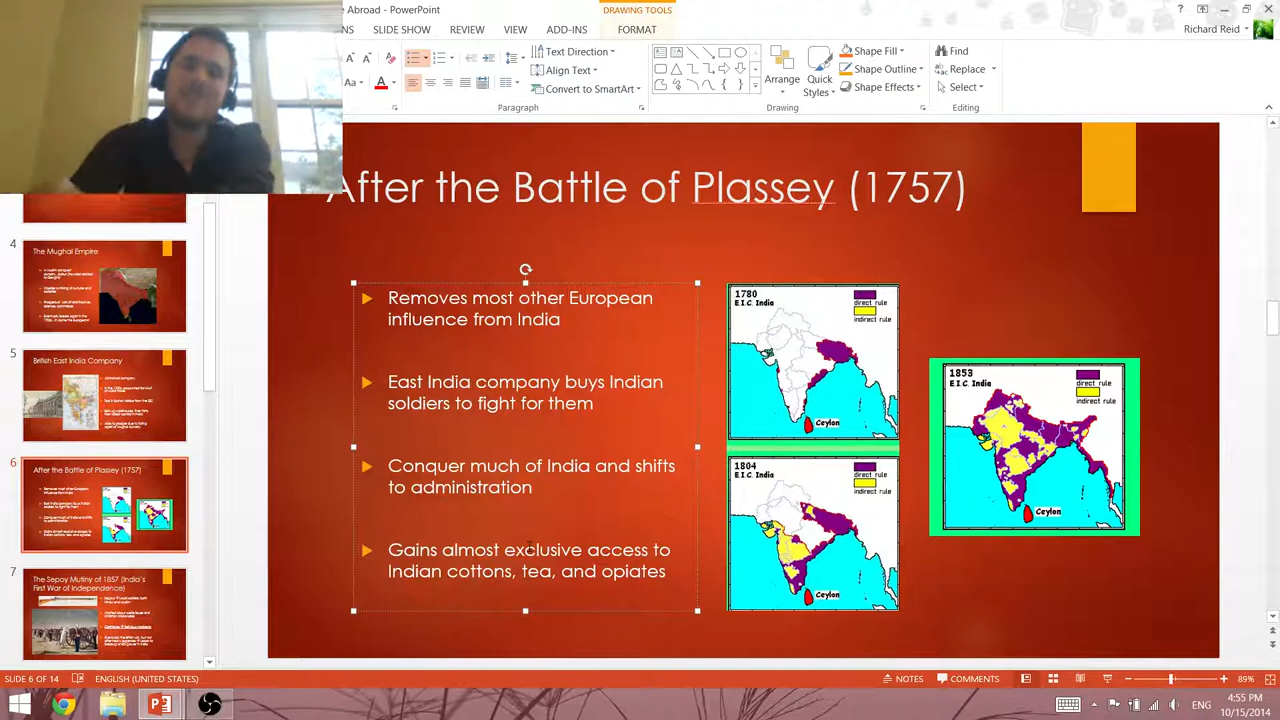 e Abroad - PowerPoint
DRAWING TOOLS
NS SLIDE SHOW REVIEW VIEW ADD-INS FORMAT
Richard Reid
Text Direction
Align Text
Convert to SmartArt
Paragraph
Arrange
Quick Styles
Shape Fill
Shape Outline
Shape Effects
Drawing
Find
Replace
Select
Editing
4
The Mughal Empire
5
British East India Company
6
After the Battle of Plassey (1757)
7
The Sepoy Mutiny of 1857 (India's
First War of Independence)
After the Battle of Plassey (1757)
Removes most other European
influence from India
East India company buys Indian
soldiers to fight for them
Conquer much of India and shifts
to administration
Gains almost exclusive access to
Indian cottons, tea, and opiates
1780
E.I.C. India
direct rule
indirect rule
Ceylon
1804
E.I.C. India
direct rule
indirect rule
Ceylon
1853
E.I.C. India
direct rule
indirect rule
Ceylon
SLIDE 6 OF 14 ENGLISH (UNITED STATES)
NOTES COMMENTS 89%
ENG
4:55 PM
10/15/2014